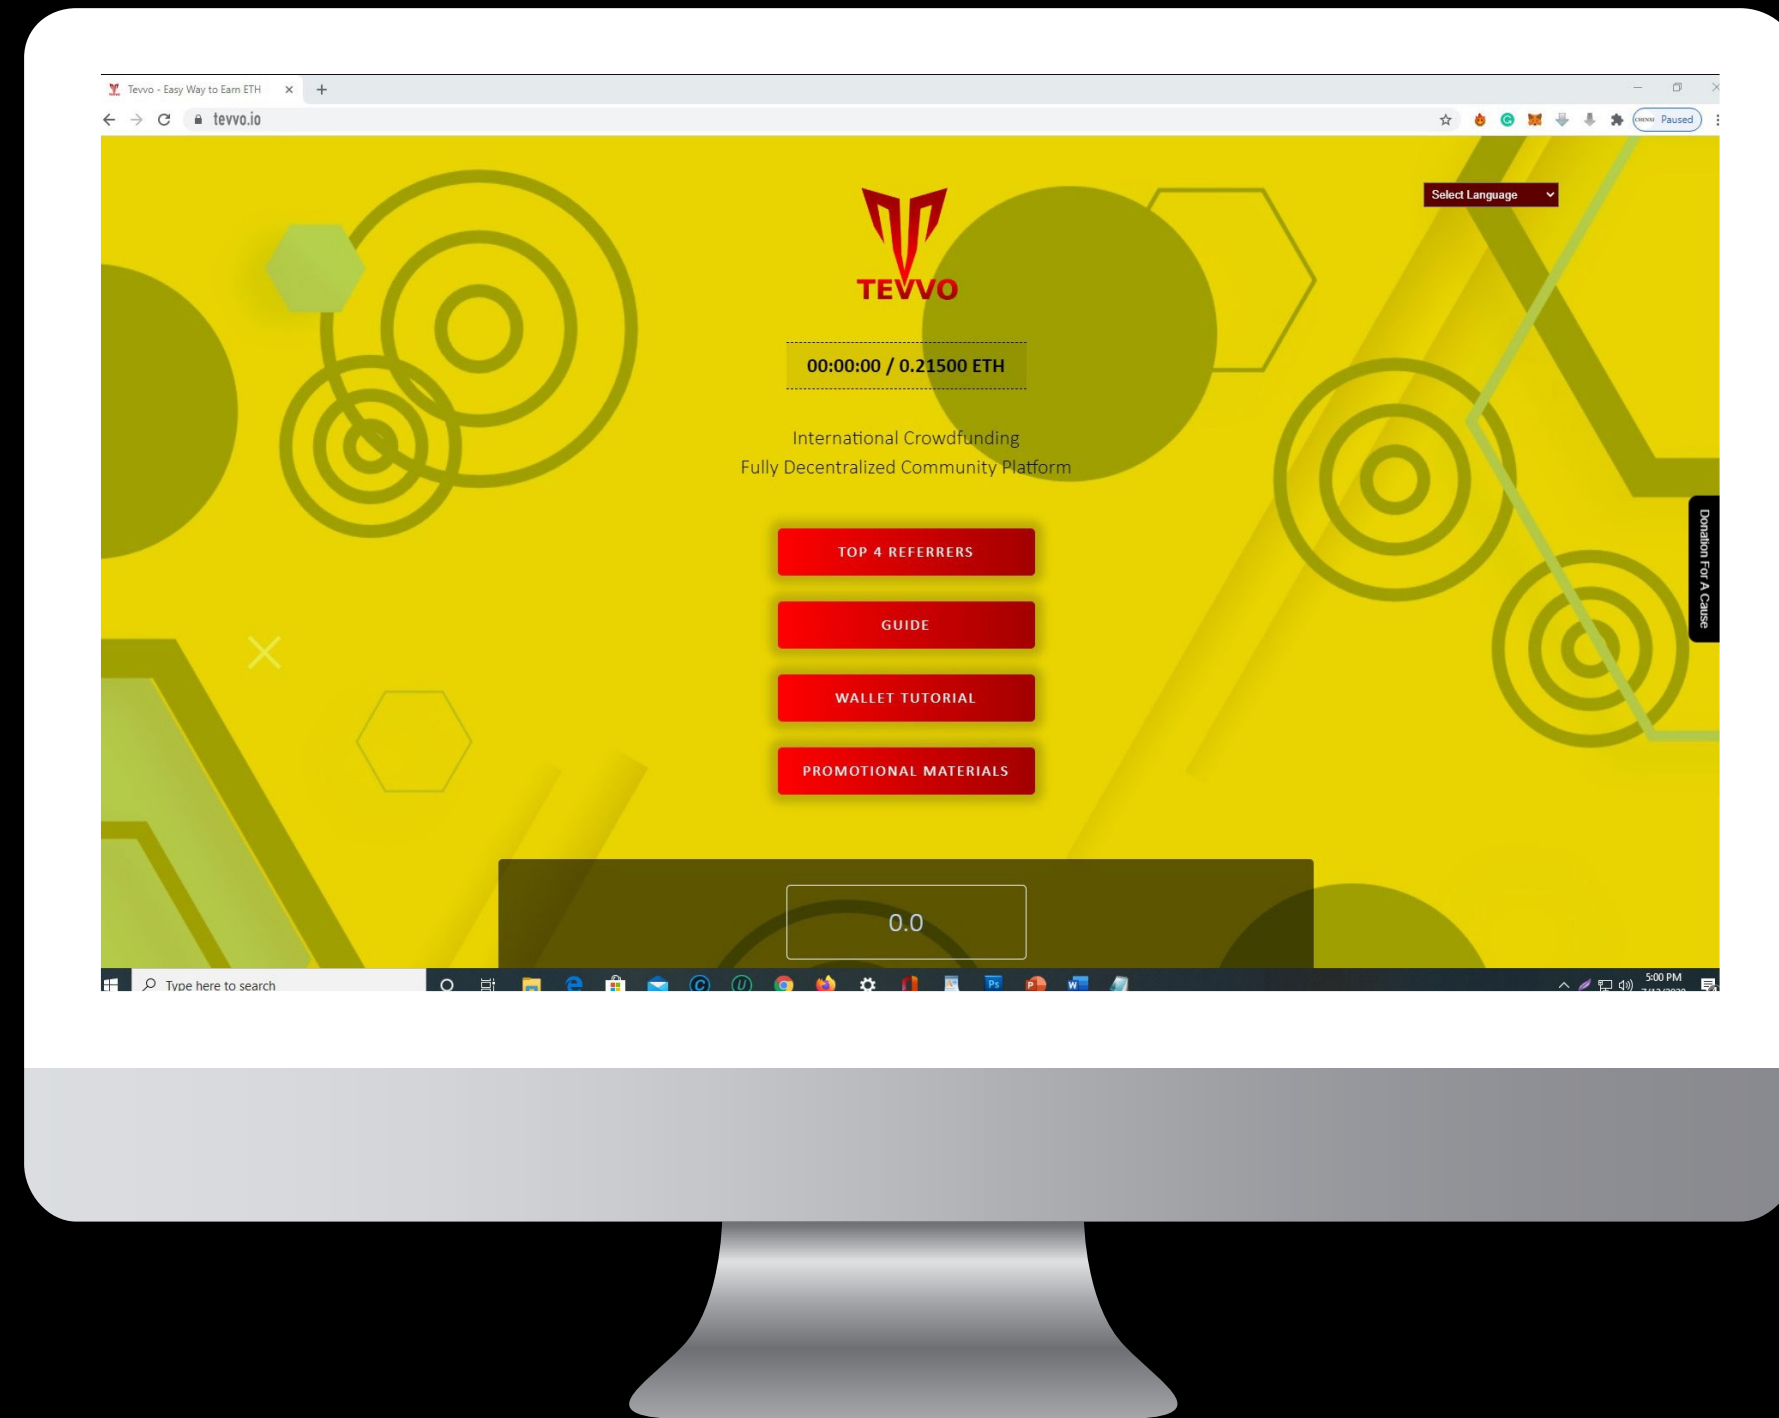 Tevvo - Easy Way to Earn ETH
tevvo.io
Paused
Select Language
TEVVO
00:00:00 / 0.21500 ETH
International Crowdfunding
Fully Decentralized Community Platform
TOP 4 REFERRERS
GUIDE
WALLET TUTORIAL
PROMOTIONAL MATERIALS
Donation For A Cause
0.0
Type here to search
5:00 PM